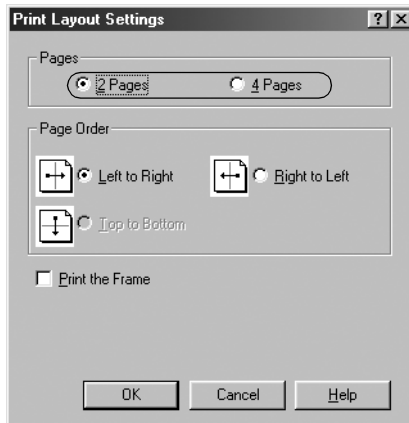 Print Layout Settings
Pages
2 Pages 4 Pages
Page Order
Left to Right Right to Left
Top to Bottom
Print the Frame
OK Cancel Help